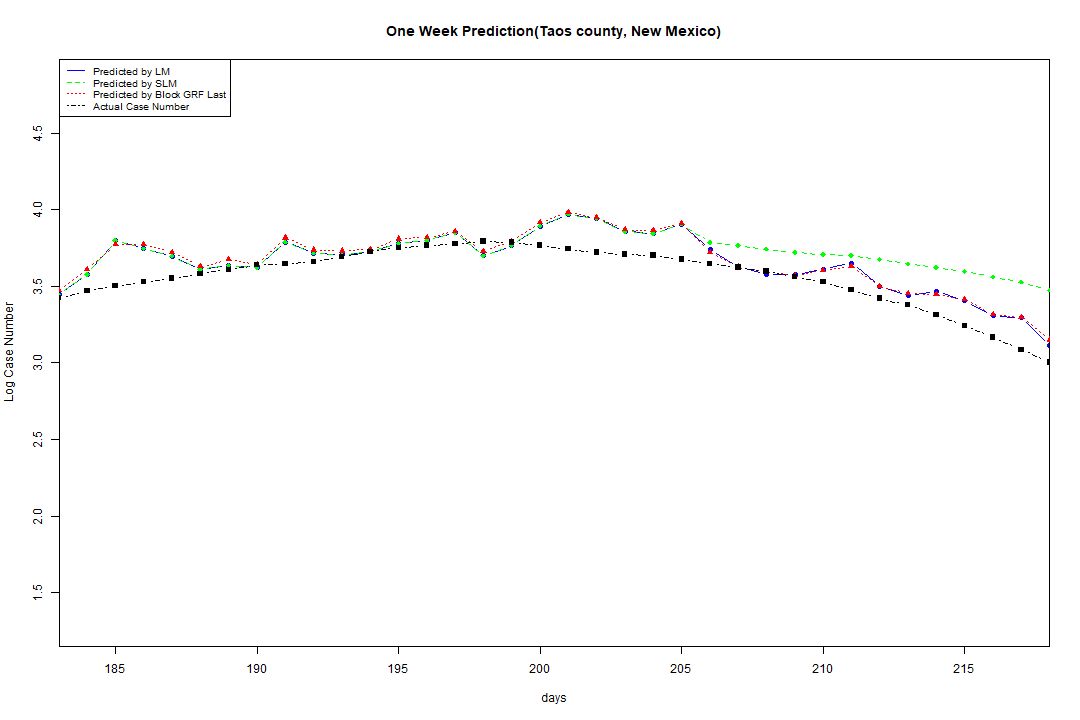 One Week Prediction(Taos county, New Mexico)
Predicted by LM
Predicted by SLM
Predicted by Block GRF Last
Actual Case Number
4.5
4.0
3.5
3.0
2.5
2.0
1.5
Log Case Number
185 190 195 200 205 210 215
days